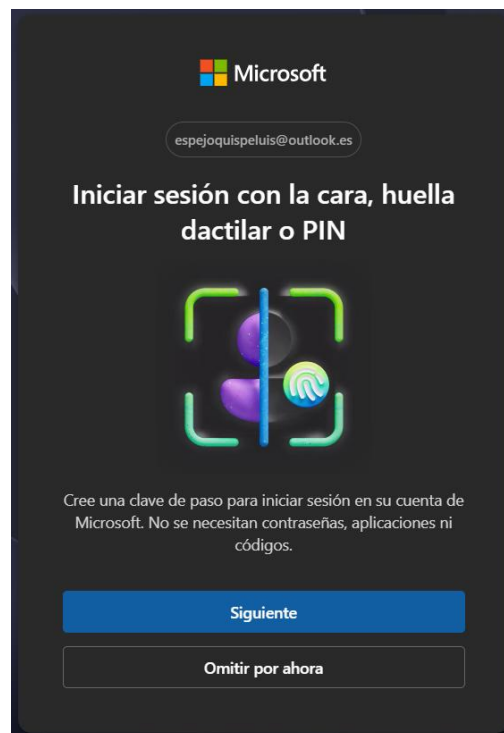 Microsoft
espejoquispeluis@outlook.es
Iniciar sesión con la cara, huella
dactilar o PIN
Cree una clave de paso para iniciar sesión en su cuenta de
Microsoft. No se necesitan contraseñas, aplicaciones ni
códigos.
Siguiente
Omitir por ahora